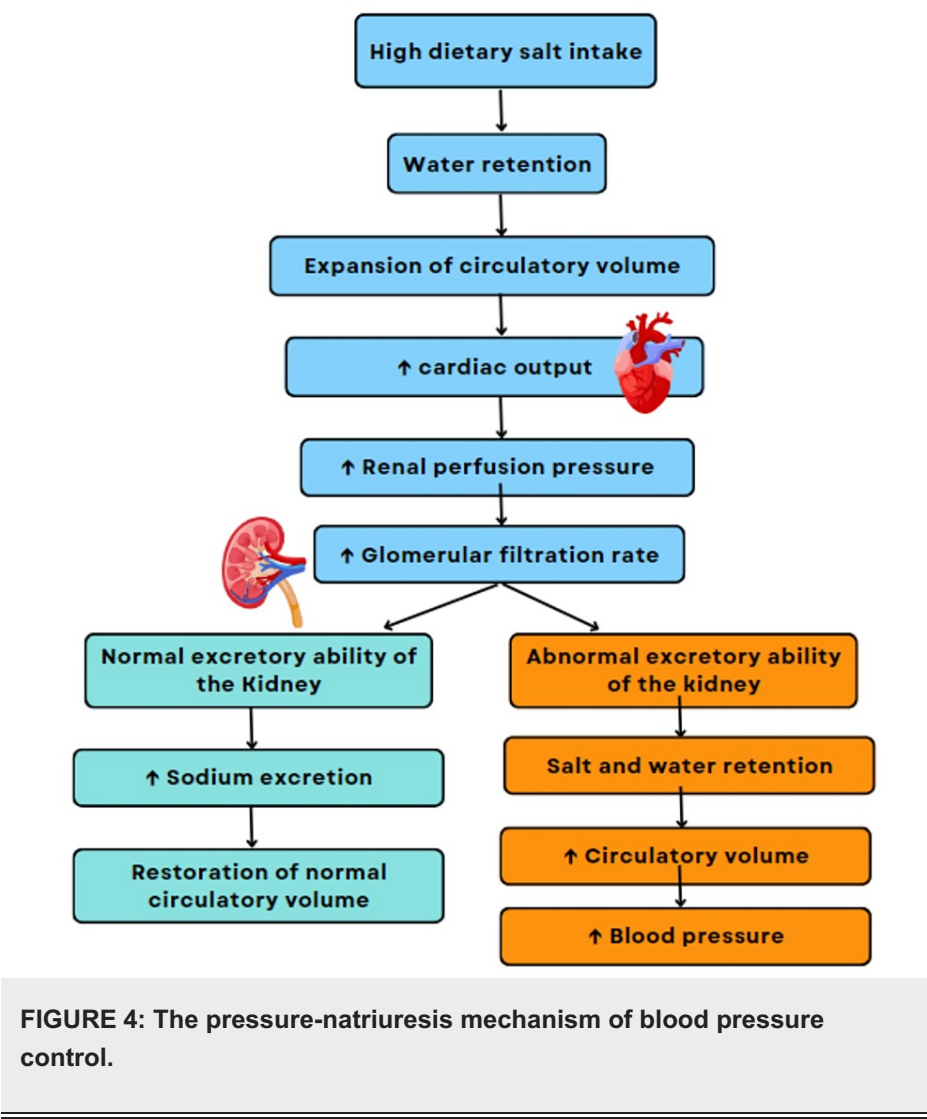 High dietary salt intake
Water retention
Expansion of circulatory volume
↑ cardiac output
↑ Renal perfusion pressure
↑ Glomerular filtration rate
Normal excretory ability of
the Kidney
↑ Sodium excretion
Restoration of normal
circulatory volume
Abnormal excretory ability
of the kidney
Salt and water retention
↑ Circulatory volume
↑ Blood pressure
FIGURE 4: The pressure-natriuresis mechanism of blood pressure
control.